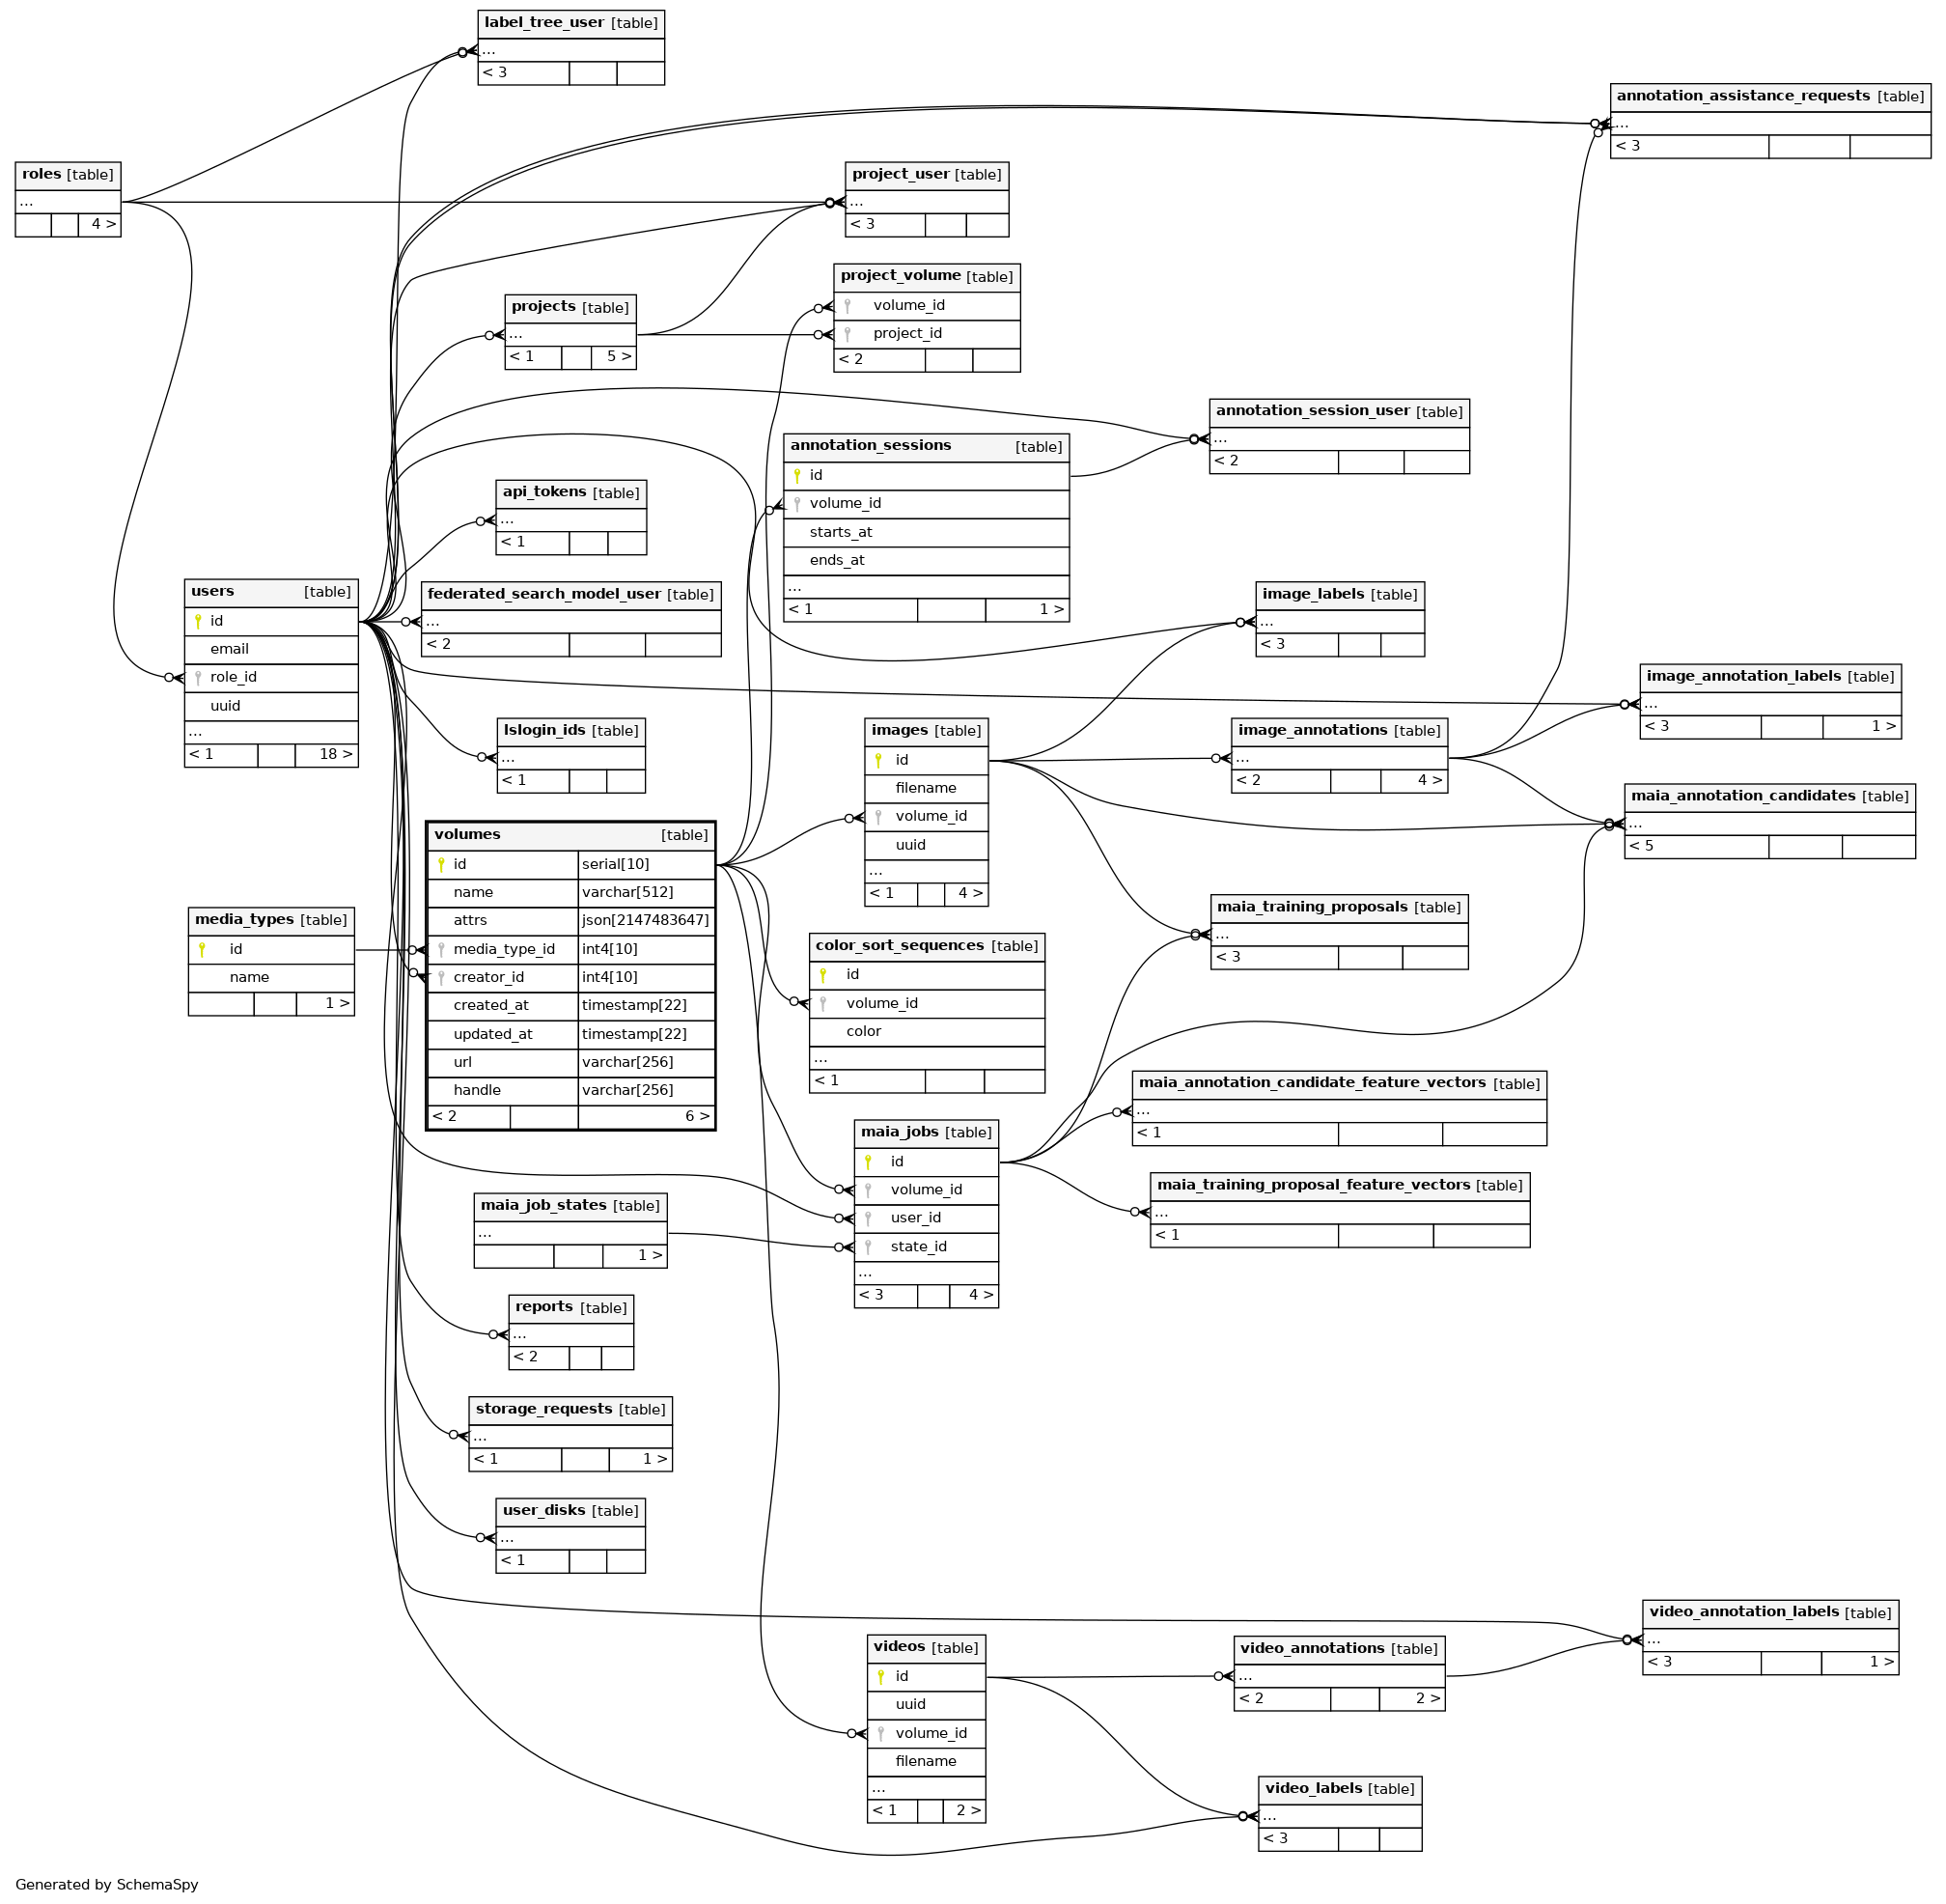 label_tree_user [table]
...
< 3
annotation_assistance_requests [table]
...
< 3
roles [table]
...
4 >
project_user [table]
...
< 3
project_volume [table]
volume_id
project_id
< 2
projects [table]
...
< 1 5 >
annotation_session_user [table]
...
< 2
annotation_sessions [table]
id
volume_id
starts_at
ends_at
...
< 1 1 >
api_tokens [table]
...
< 1
users [table]
id
email
role_id
uuid
...
< 1 18 >
federated_search_model_user [table]
...
< 2
image_labels [table]
...
< 3
image_annotation_labels [table]
...
< 3 1 >
lslogin_ids [table]
...
< 1
images [table]
id
filename
volume_id
uuid
...
< 1 4 >
image_annotations [table]
...
< 2 4 >
maia_annotation_candidates [table]
...
< 5
volumes [table]
id serial[10]
name varchar[512]
attrs json[2147483647]
media_type_id int4[10]
creator_id int4[10]
created_at timestamp[22]
updated_at timestamp[22]
url varchar[256]
handle varchar[256]
< 2 6 >
media_types [table]
id
name
1 >
maia_training_proposals [table]
...
< 3
color_sort_sequences [table]
id
volume_id
color
...
< 1
maia_annotation_candidate_feature_vectors [table]
...
< 1
maia_jobs [table]
id
volume_id
user_id
state_id
...
< 3 4 >
maia_training_proposal_feature_vectors [table]
...
< 1
maia_job_states [table]
...
1 >
reports [table]
...
< 2
storage_requests [table]
...
< 1 1 >
user_disks [table]
...
< 1
video_annotation_labels [table]
...
< 3 1 >
videos [table]
id
uuid
volume_id
filename
...
< 1 2 >
video_annotations [table]
...
< 2 2 >
video_labels [table]
...
< 3
Generated by SchemaSpy